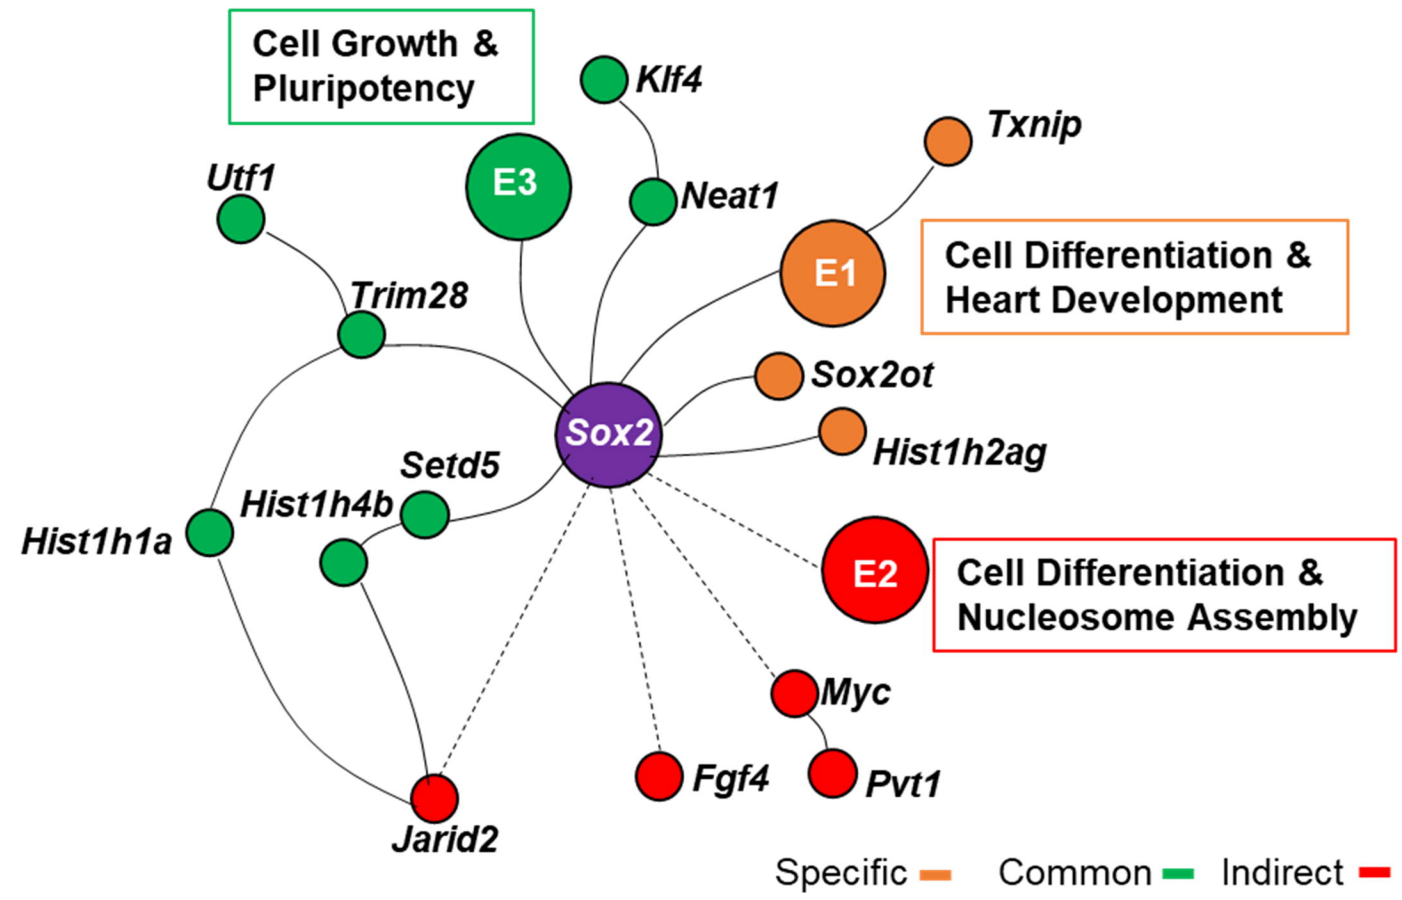 Cell Growth &
Pluripotency
Klf4
Txnip
Utf1
E3
Neat1
E1
Cell Differentiation &
Heart Development
Trim28
Sox2ot
Sox2
Hist1h2ag
Setd5
Hist1h4b
Hist1h1a
E2
Cell Differentiation &
Nucleosome Assembly
Myc
Fgf4
Pvt1
Jarid2
Specific
Common
Indirect